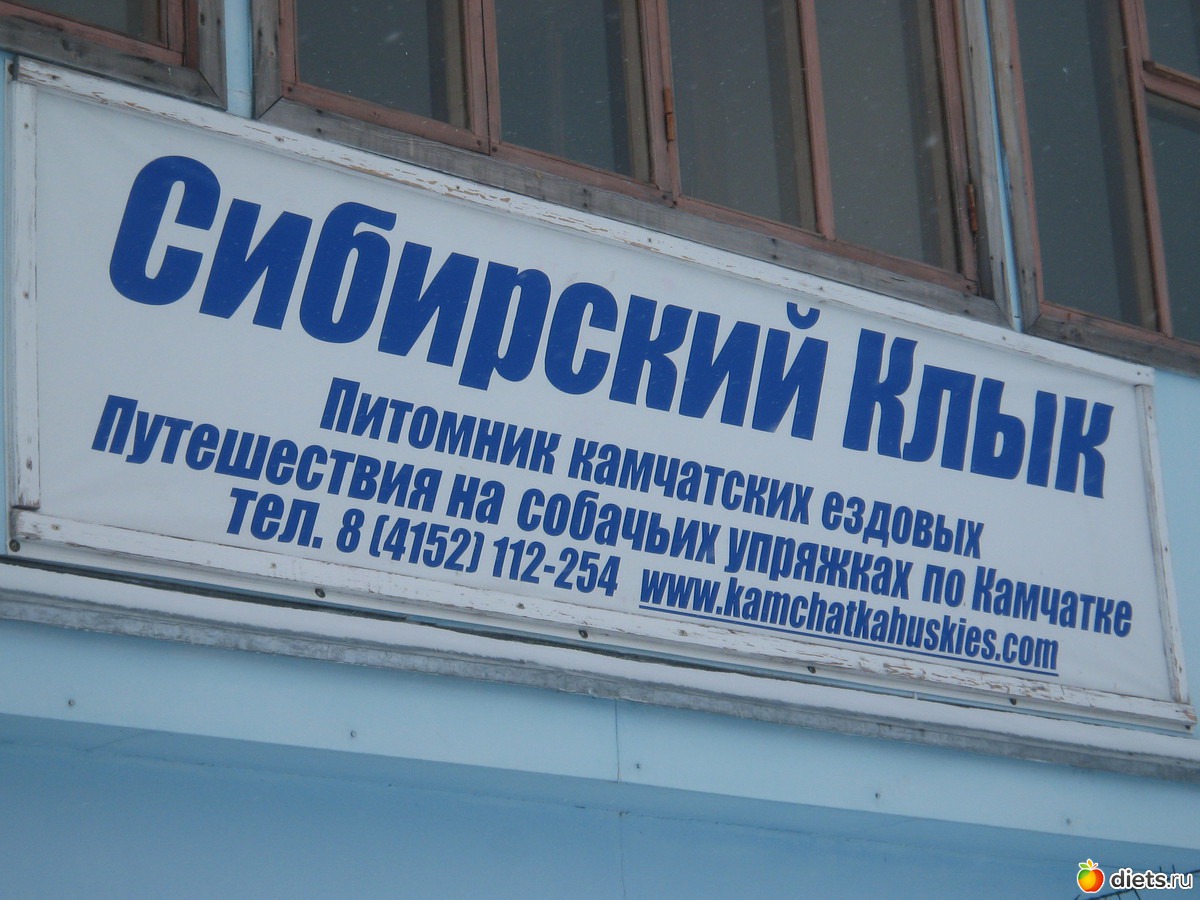 Сибирский Клык
Питомник камчатских ездовых
Путешествия на собачьих упряжках по Камчатке
тел. 8 (4152) 112-254 www.kamchatkahuskies.com
diets.ru